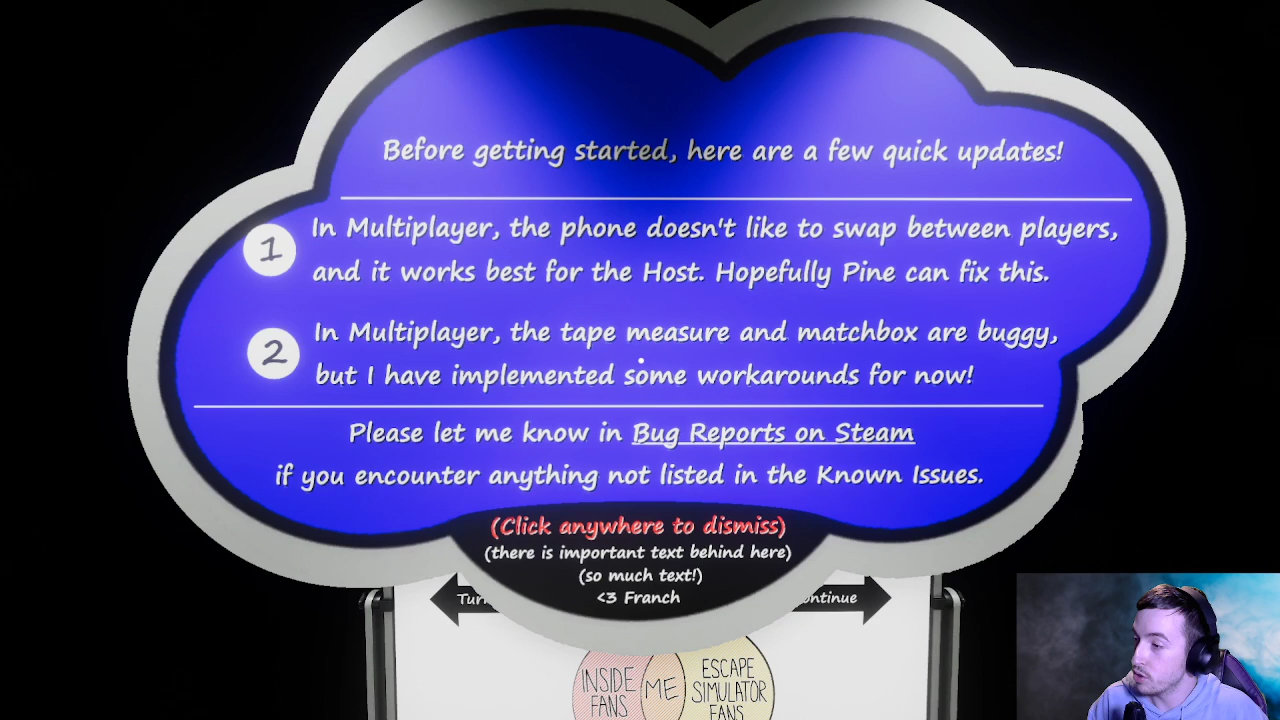 Before getting started, here are a few quick updates!
1 In Multiplayer, the phone doesn't like to swap between players,
and it works best for the Host. Hopefully Pine can fix this.
2 In Multiplayer, the tape measure and matchbox are buggy,
but I have implemented some workarounds for now!
Please let me know in Bug Reports on Steam
if you encounter anything not listed in the Known Issues.
(Click anywhere to dismiss)
(there is important text behind here)
(so much text!)
<3 Franch
INSIDE FANS
ME
ESCAPE SIMULATOR FANS